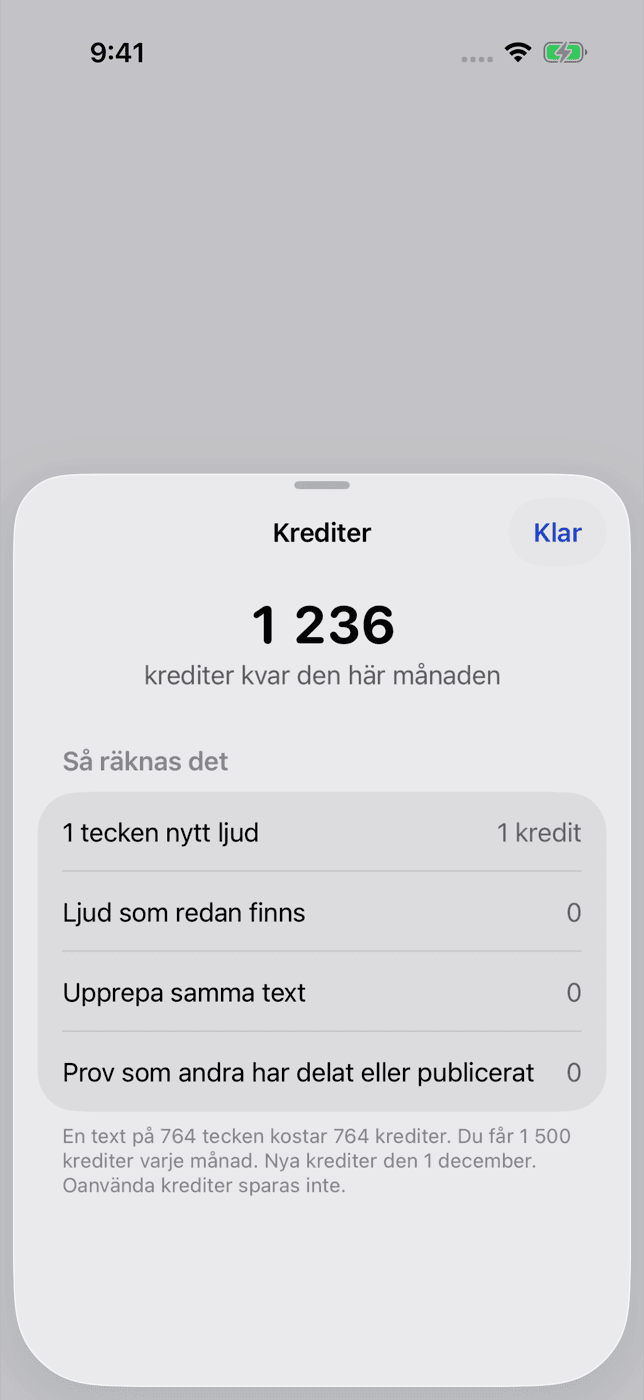 9:41
Krediter
Klar
1 236
krediter kvar den här månaden
Så räknas det
1 tecken nytt ljud 1 kredit
Ljud som redan finns 0
Upprepa samma text 0
Prov som andra har delat eller publicerat 0
En text på 764 tecken kostar 764 krediter. Du får 1 500
krediter varje månad. Nya krediter den 1 december.
Oanvända krediter sparas inte.